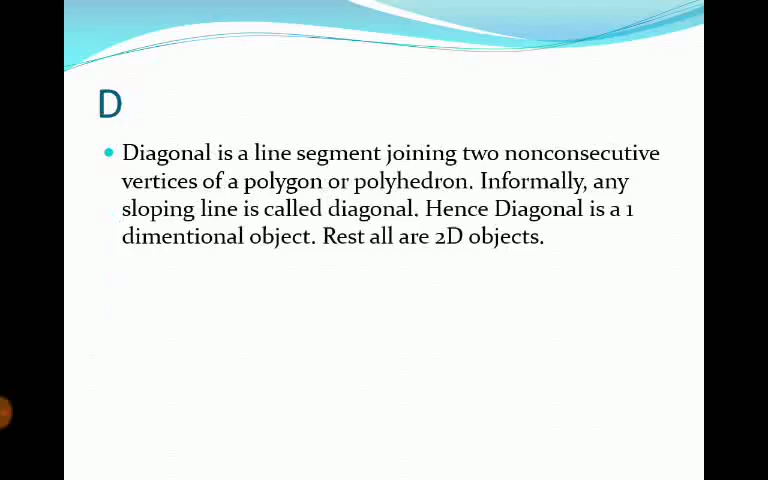 D
Diagonal is a line segment joining two nonconsecutive
vertices of a polygon or polyhedron. Informally, any
sloping line is called diagonal. Hence Diagonal is a 1
dimentional object. Rest all are 2D objects.